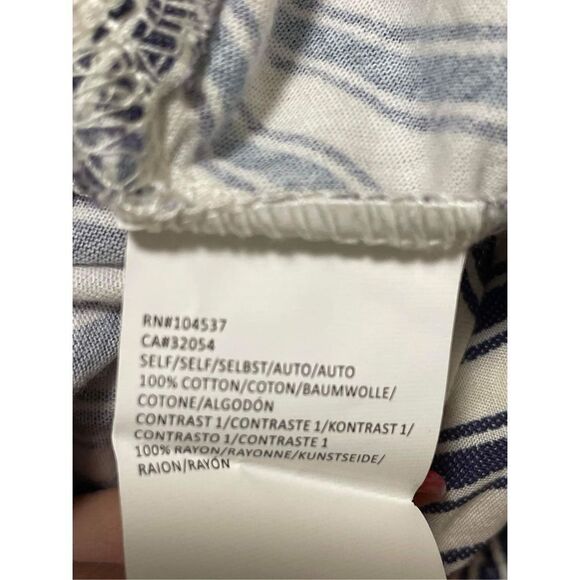 RN#104537
CA#32054
SELF/SELF/SELBST/AUTO/AUTO
100% COTTON/COTON/BAUMWOLLE/
COTONE/ALGODÓN
CONTRAST 1/CONTRASTE 1/KONTRAST 1/
CONTRASTO 1/CONTRASTE 1
100% RAYON/RAYONNE/KUNSTSEIDE/
RAION/RAYÓN